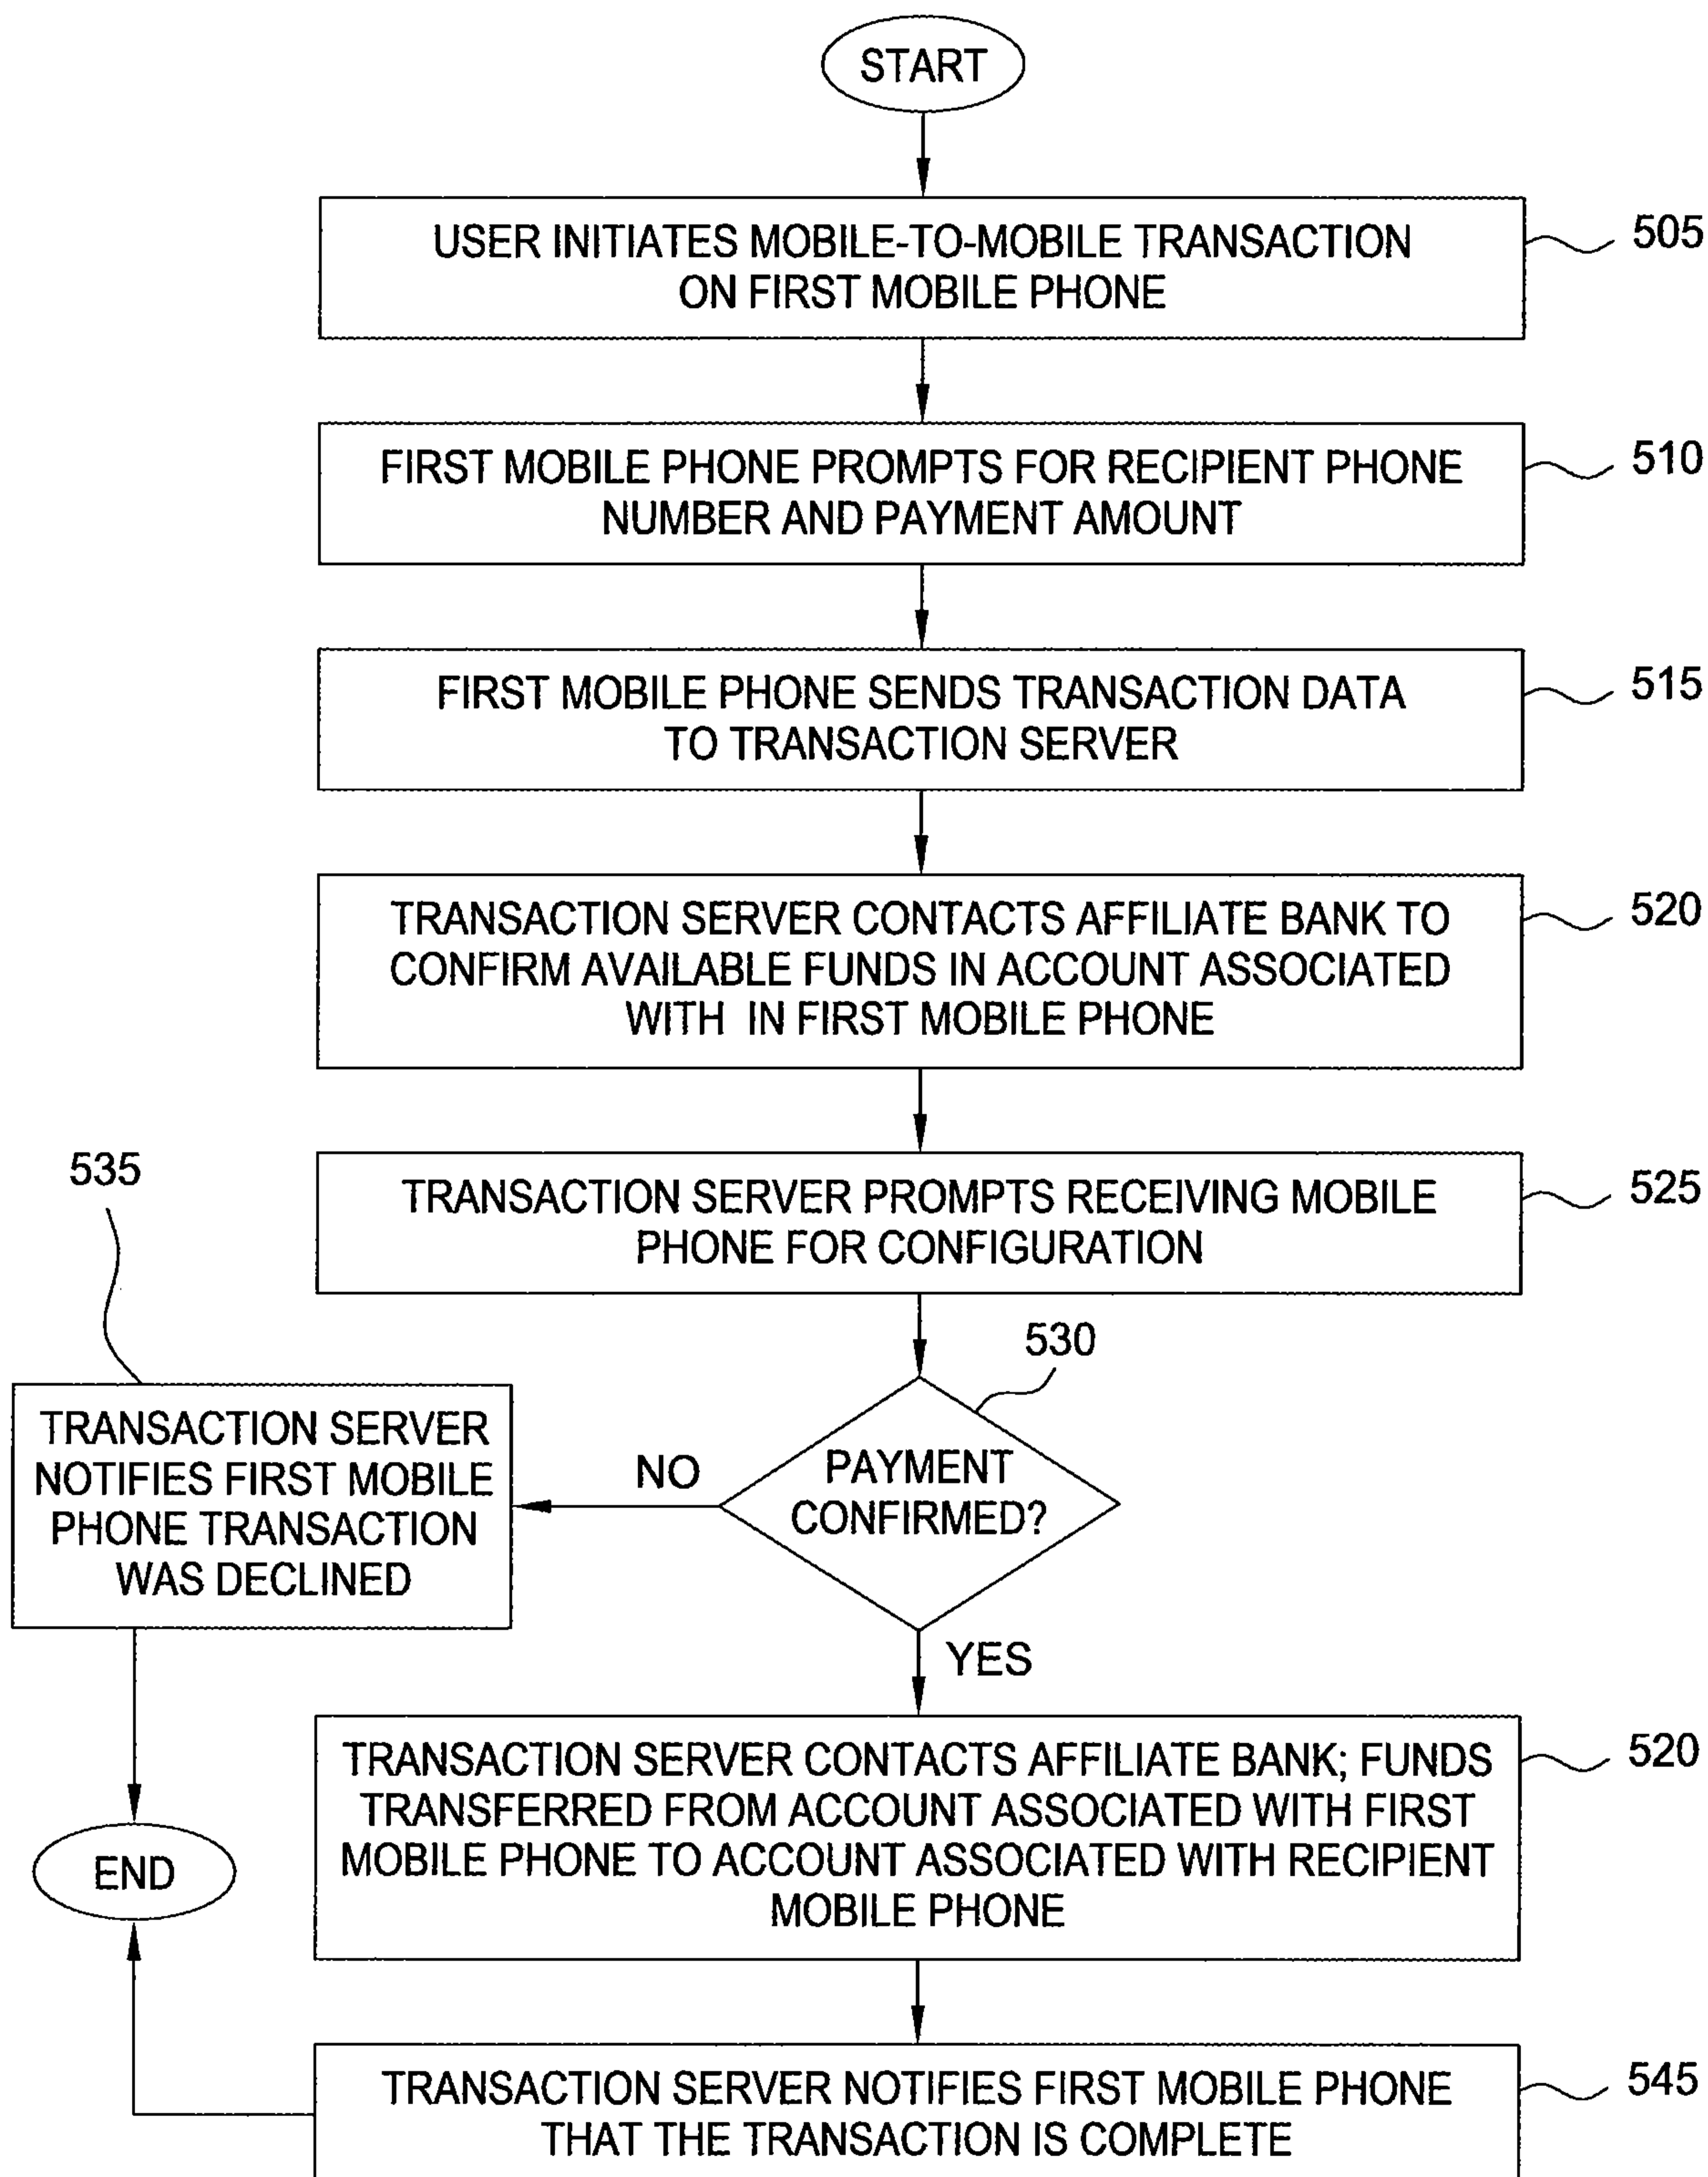 START
USER INITIATES MOBILE-TO-MOBILE TRANSACTION
ON FIRST MOBILE PHONE
505
FIRST MOBILE PHONE PROMPTS FOR RECIPIENT PHONE
NUMBER AND PAYMENT AMOUNT
510
FIRST MOBILE PHONE SENDS TRANSACTION DATA
TO TRANSACTION SERVER
515
TRANSACTION SERVER CONTACTS AFFILIATE BANK TO
CONFIRM AVAILABLE FUNDS IN ACCOUNT ASSOCIATED
WITH IN FIRST MOBILE PHONE
520
TRANSACTION SERVER PROMPTS RECEIVING MOBILE
PHONE FOR CONFIGURATION
525
530
PAYMENT
CONFIRMED?
NO
535
TRANSACTION SERVER
NOTIFIES FIRST MOBILE
PHONE TRANSACTION
WAS DECLINED
YES
TRANSACTION SERVER CONTACTS AFFILIATE BANK; FUNDS
TRANSFERRED FROM ACCOUNT ASSOCIATED WITH FIRST
MOBILE PHONE TO ACCOUNT ASSOCIATED WITH RECIPIENT
MOBILE PHONE
520
END
TRANSACTION SERVER NOTIFIES FIRST MOBILE PHONE
THAT THE TRANSACTION IS COMPLETE
545